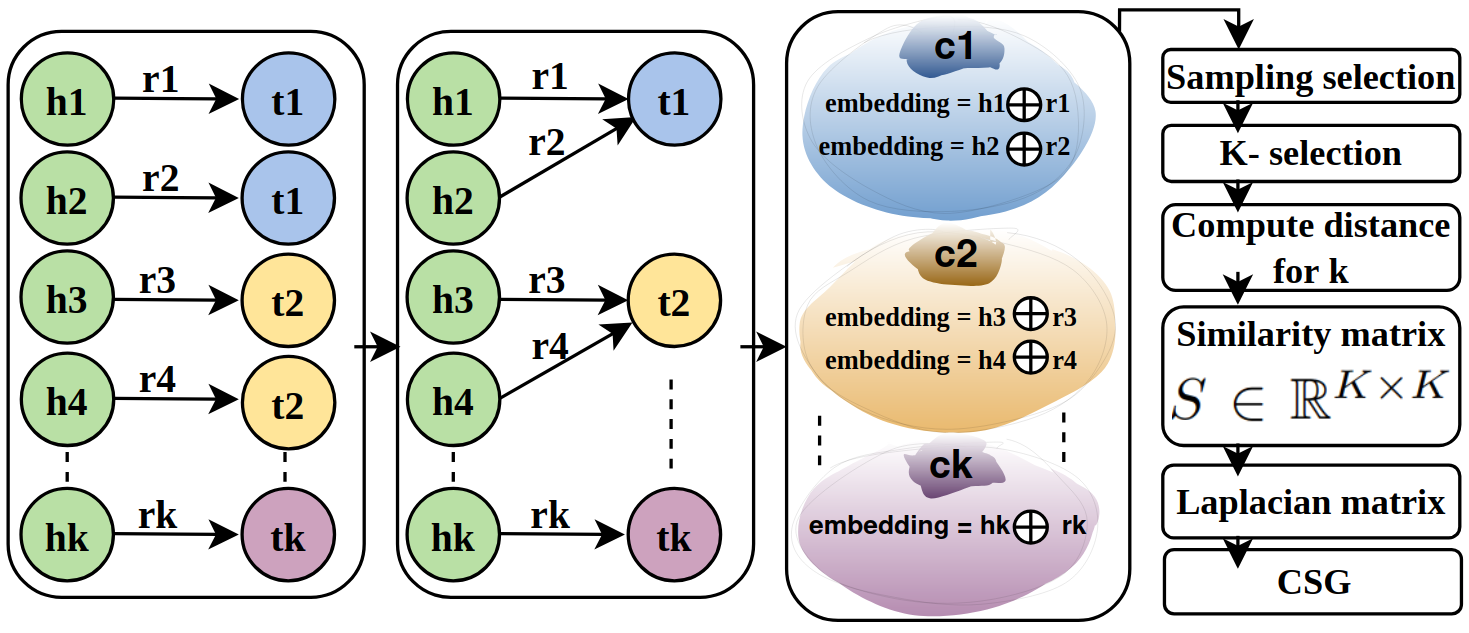 h1 r1 t1
h2 r2 t1
h3 r3 t2
h4 r4 t2
hk rk tk
h1 r1 t1
h2 r2
h3 r3 t2
h4 r4
hk rk tk
c1
embedding = h1 ⊕ r1
embedding = h2 ⊕ r2
c2
embedding = h3 ⊕ r3
embedding = h4 ⊕ r4
ck
embedding = hk ⊕ rk
Sampling selection
K- selection
Compute distance
for k
Similarity matrix
S ∈ ℝ^{K×K}
Laplacian matrix
CSG